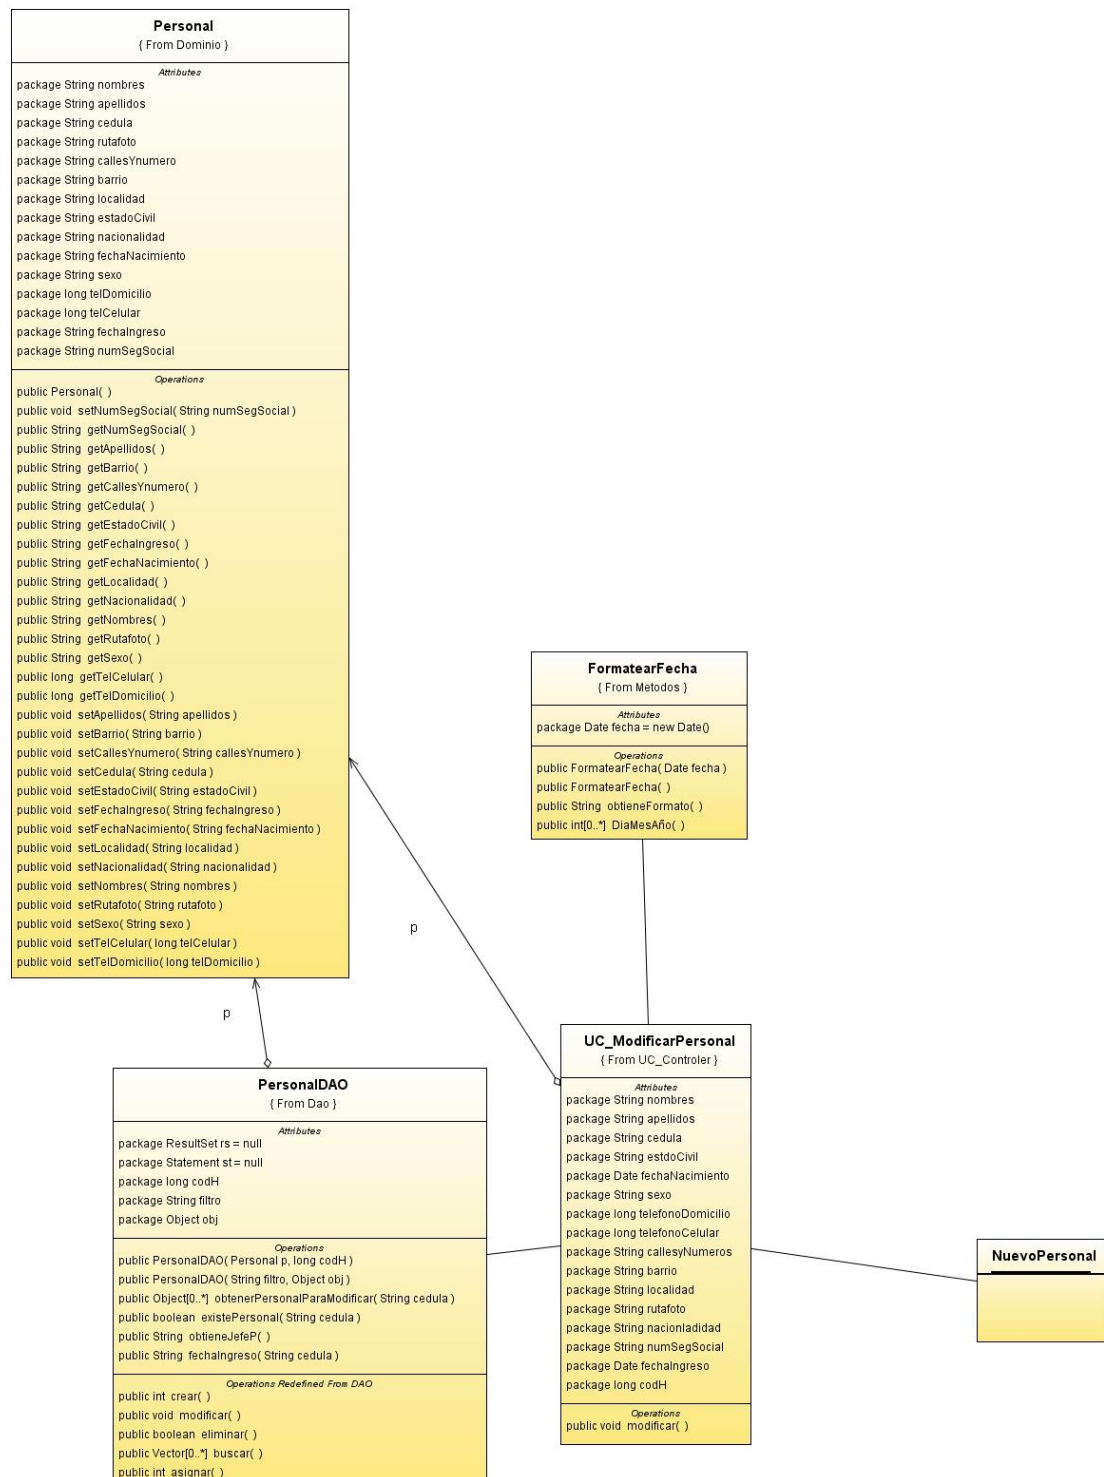 Personal
{ From Dominio }
Attributes
package String nombres
package String apellidos
package String cedula
package String rutafoto
package String callesYnumero
package String barrio
package String localidad
package String estadoCivil
package String nacionalidad
package String fechaNacimiento
package String sexo
package long telDomicilio
package long telCelular
package String fechaIngreso
package String numSegSocial
Operations
public Personal( )
public void setNumSegSocial( String numSegSocial )
public String getNumSegSocial( )
public String getApellidos( )
public String getBarrio( )
public String getCallesYnumero( )
public String getCedula( )
public String getEstadoCivil( )
public String getFechaIngreso( )
public String getFechaNacimiento( )
public String getLocalidad( )
public String getNacionalidad( )
public String getNombres( )
public String getRutafoto( )
public String getSexo( )
public long getTelCelular( )
public long getTelDomicilio( )
public void setApellidos( String apellidos )
public void setBarrio( String barrio )
public void setCallesYnumero( String callesYnumero )
public void setCedula( String cedula )
public void setEstadoCivil( String estadoCivil )
public void setFechaIngreso( String fechaIngreso )
public void setFechaNacimiento( String fechaNacimiento )
public void setLocalidad( String localidad )
public void setNacionalidad( String nacionalidad )
public void setNombres( String nombres )
public void setRutafoto( String rutafoto )
public void setSexo( String sexo )
public void setTelCelular( long telCelular )
public void setTelDomicilio( long telDomicilio )
FormatearFecha
{ From Metodos }
Attributes
package Date fecha = new Date()
Operations
public FormatearFecha( Date fecha )
public FormatearFecha( )
public String obtieneFormato( )
public int[0..*] DiaMesAño( )
p
p
PersonalDAO
{ From Dao }
Attributes
package ResultSet rs = null
package Statement st = null
package long codH
package String filtro
package Object obj
Operations
public PersonalDAO( Personal p, long codH )
public PersonalDAO( String filtro, Object obj )
public Object[0..*] obtenerPersonalParaModificar( String cedula )
public boolean existePersonal( String cedula )
public String obtieneJefeP( )
public String fechaIngreso( String cedula )
Operations Redefined From DAO
public int crear( )
public void modificar( )
public boolean eliminar( )
public Vector[0..*] buscar( )
public int asignar( )
UC_ModificarPersonal
{ From UC_Controler }
Attributes
package String nombres
package String apellidos
package String cedula
package String estdoCivil
package Date fechaNacimiento
package String sexo
package long telefonoDomicilio
package long telefonoCelular
package String callesyNumeros
package String barrio
package String localidad
package String rutafoto
package String nacionladidad
package String numSegSocial
package Date fechaIngreso
package long codH
Operations
public void modificar( )
NuevoPersonal